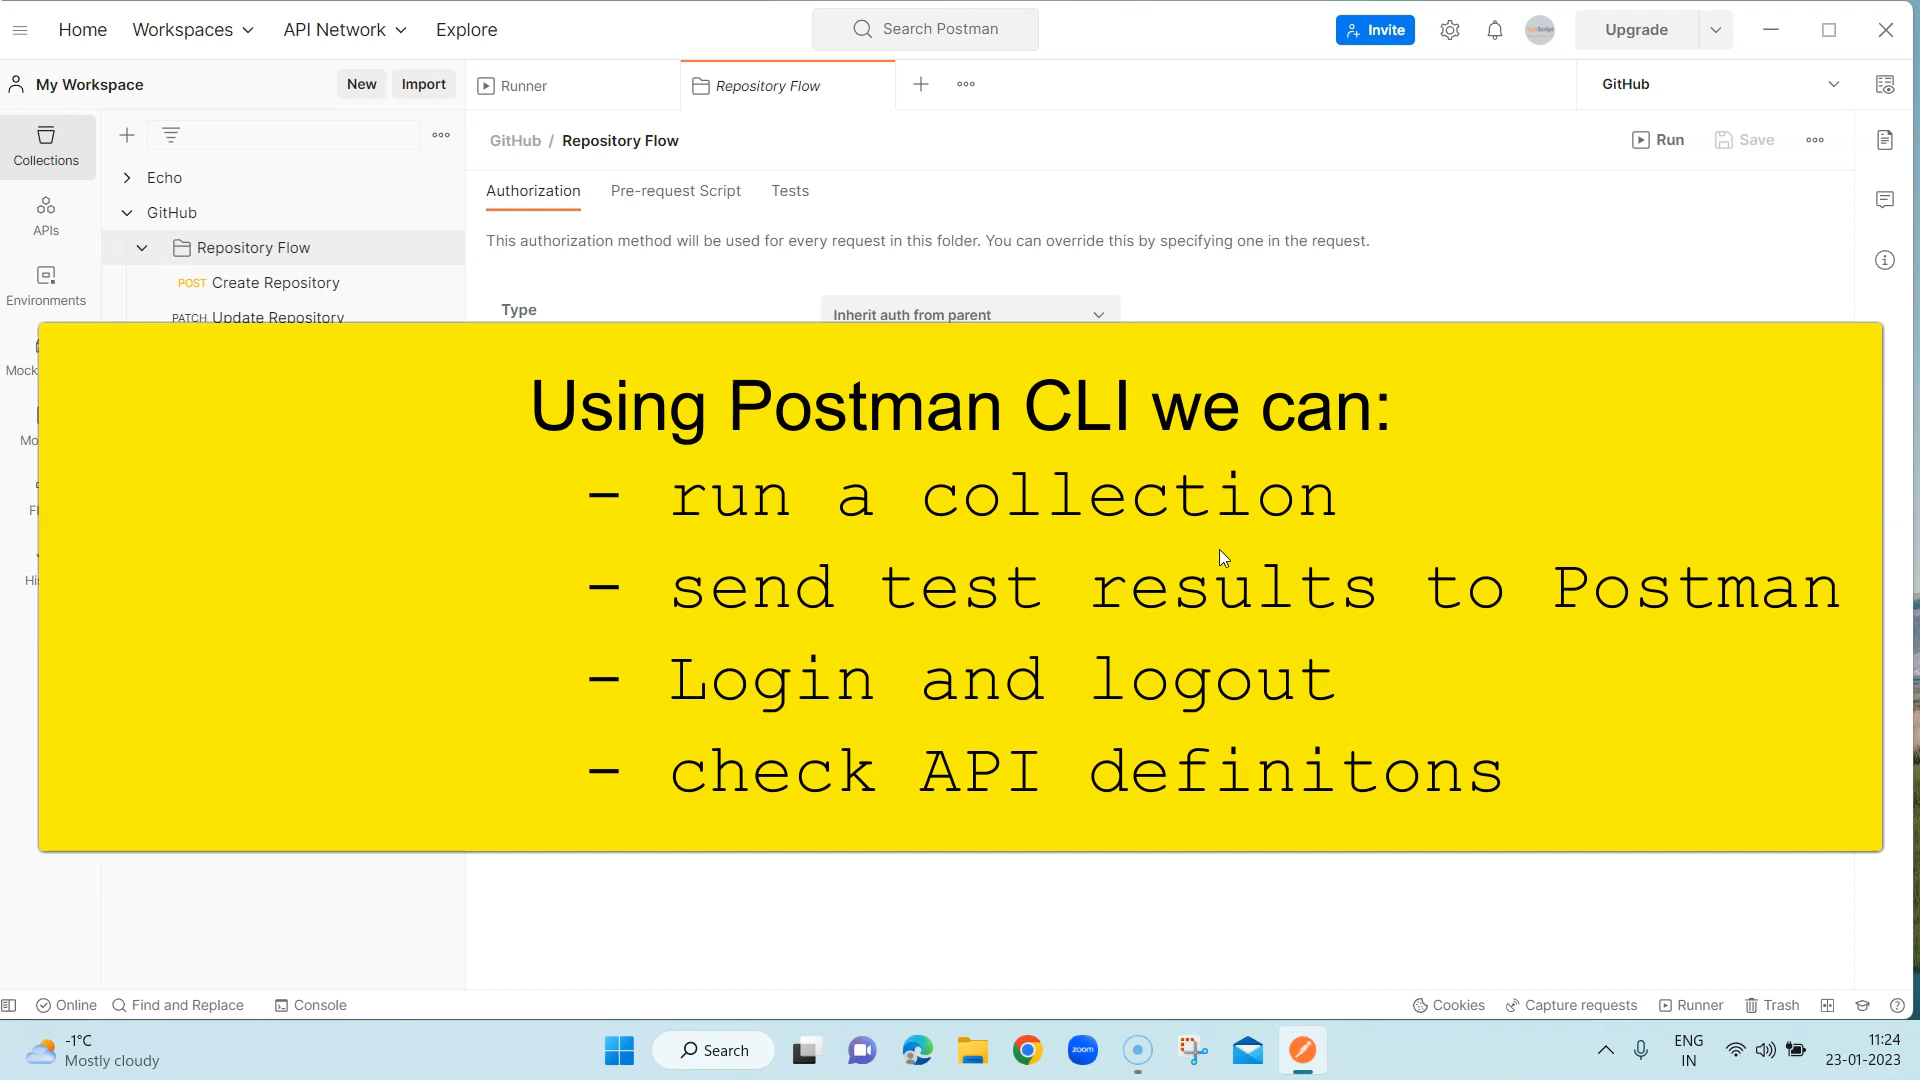 Home Workspaces API Network Explore Search Postman Invite Upgrade
My Workspace New Import Runner Repository Flow GitHub
GitHub / Repository Flow Run Save
Collections
Echo
Authorization Pre-request Script Tests
APIs
GitHub
This authorization method will be used for every request in this folder. You can override this by specifying one in the request.
Repository Flow
Environments
POST Create Repository
Type Inherit auth from parent
PATCH Update Repository
Mock
Mo
Fl
His
Using Postman CLI we can:
- run a collection
- send test results to Postman
- Login and logout
- check API definitons
Online Find and Replace Console Cookies Capture requests Runner Trash
-1°C
Mostly cloudy
Search
zoom
ENG
IN
11:24
23-01-2023